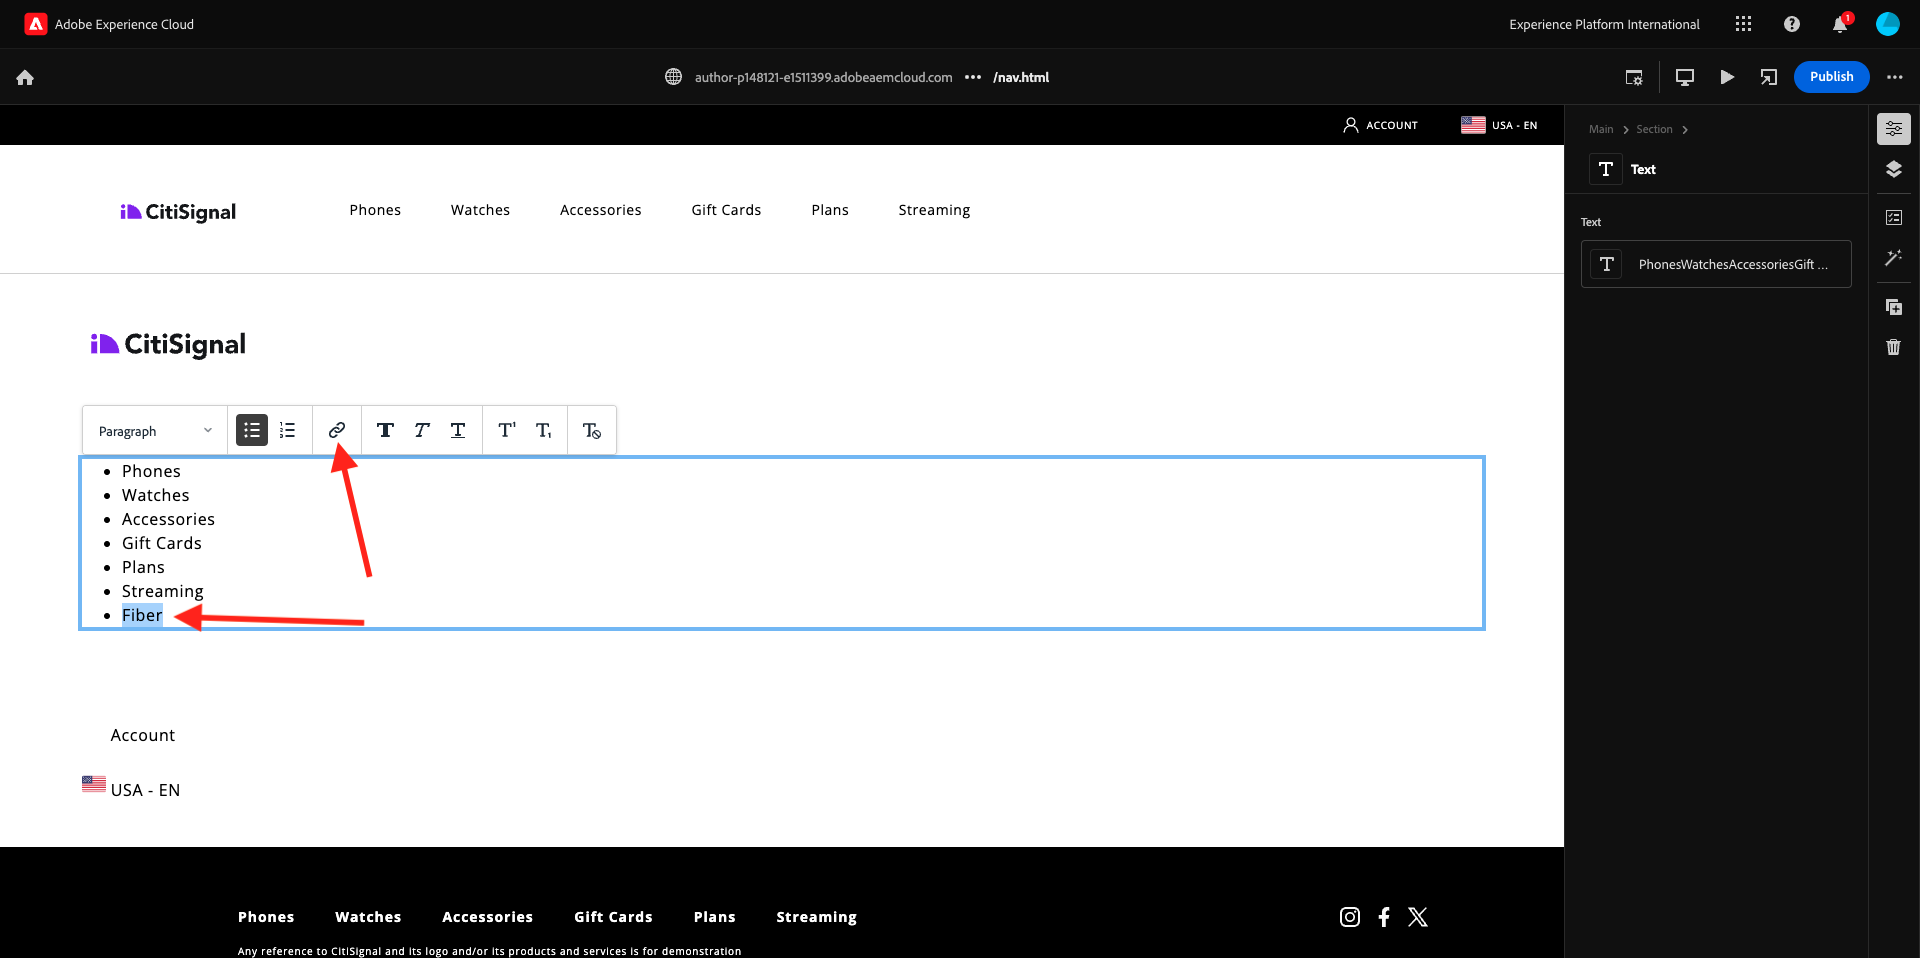 Adobe Experience Cloud
Experience Platform International
1
author-p148121-e1511399.adobeaemcloud.com ••• /nav.html
Publish
ACCOUNT
USA - EN
Main > Section >
Text
CitiSignal
Phones Watches Accessories Gift Cards Plans Streaming
Text
PhonesWatchesAccessoriesGift ...
CitiSignal
Paragraph
Phones
Watches
Accessories
Gift Cards
Plans
Streaming
Fiber
Account
USA - EN
Phones Watches Accessories Gift Cards Plans Streaming
Any reference to CitiSignal and its logo and/or its products and services is for demonstration